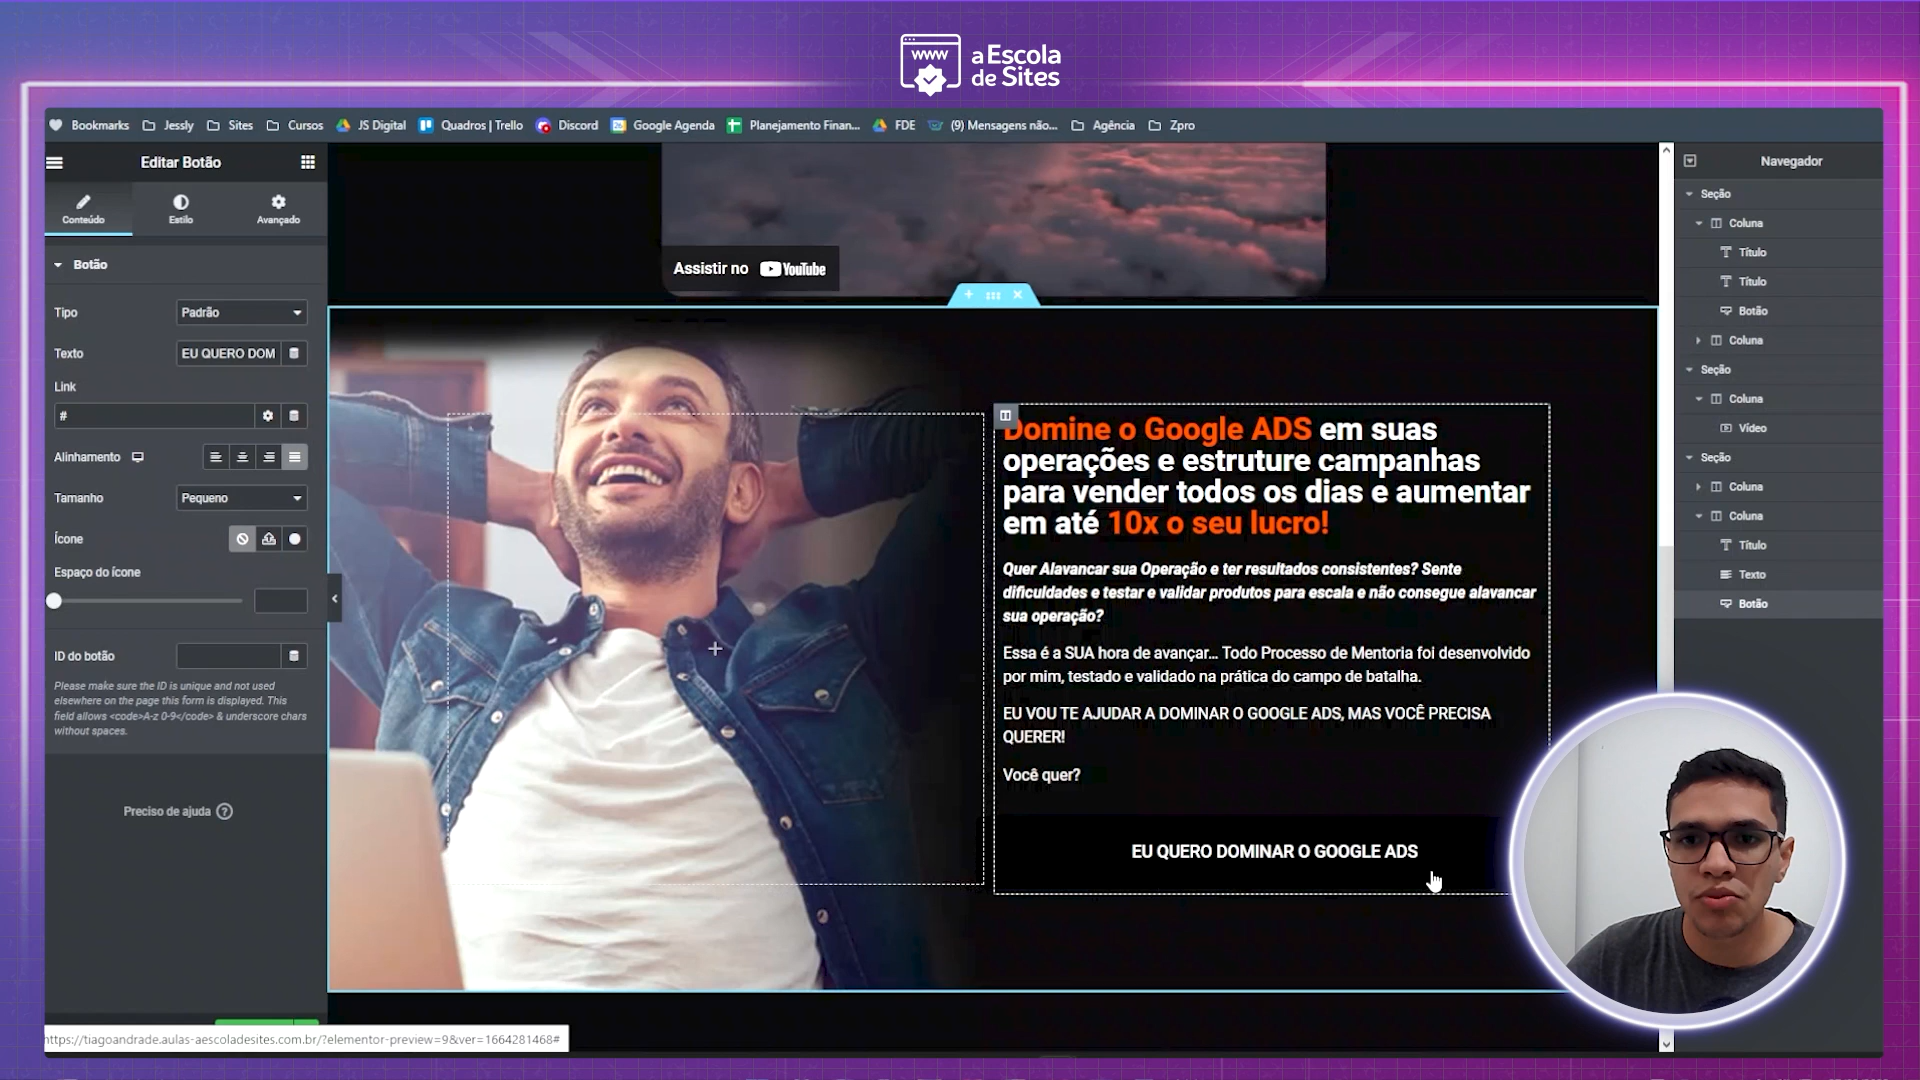 www
a Escola
de Sites
Bookmarks
Jessly
Sites
Cursos
JS Digital
Quadros | Trello
Discord
Google Agenda
Planejamento Finan...
FDE
(9) Mensagens não...
Agência
Zpro
Editar Botão
Conteúdo
Estilo
Avançado
Botão
Tipo
Padrão
Texto
EU QUERO DOM
Link
#
Alinhamento
Tamanho
Pequeno
Ícone
Espaço do ícone
ID do botão
Please make sure the ID is unique and not used
elsewhere on the page this form is displayed. This
field allows <code>A-z 0-9</code> & underscore chars
without spaces.
Preciso de ajuda
https://tiagoandrade.aulas-aescoladesites.com.br/?elementor-preview=9&ver=1664281468#
Assistir no YouTube
Domine o Google ADS em suas
operações e estruture campanhas
para vender todos os dias e aumentar
em até 10x o seu lucro!
Quer Alavancar sua Operação e ter resultados consistentes? Sente
dificuldades e testar e validar produtos para escala e não consegue alavancar
sua operação?
Essa é a SUA hora de avançar... Todo Processo de Mentoria foi desenvolvido
por mim, testado e validado na prática do campo de batalha.
EU VOU TE AJUDAR A DOMINAR O GOOGLE ADS, MAS VOCÊ PRECISA
QUERER!
Você quer?
EU QUERO DOMINAR O GOOGLE ADS
Navegador
Seção
Coluna
Título
Título
Botão
Coluna
Seção
Coluna
Vídeo
Seção
Coluna
Coluna
Título
Texto
Botão